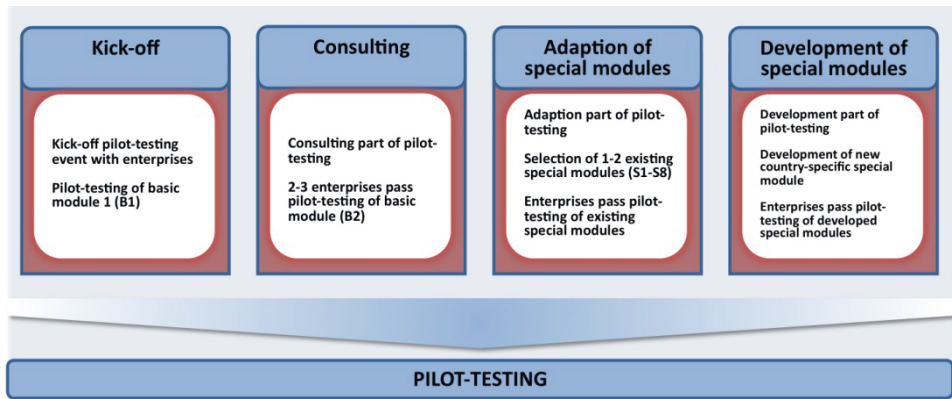 Kick-off
Kick-off pilot-testing
event with enterprises
Pilot-testing of basic
module 1 (B1)
Consulting
Consulting part of pilot-
testing
2-3 enterprises pass
pilot-testing of basic
module (B2)
Adaption of
special modules
Adaption part of pilot-
testing
Selection of 1-2 existing
special modules (S1-S8)
Enterprises pass pilot-
testing of existing
special modules
Development of
special modules
Development part of
pilot-testing
Development of new
country-specific special
module
Enterprises pass pilot-
testing of developed
special modules
PILOT-TESTING